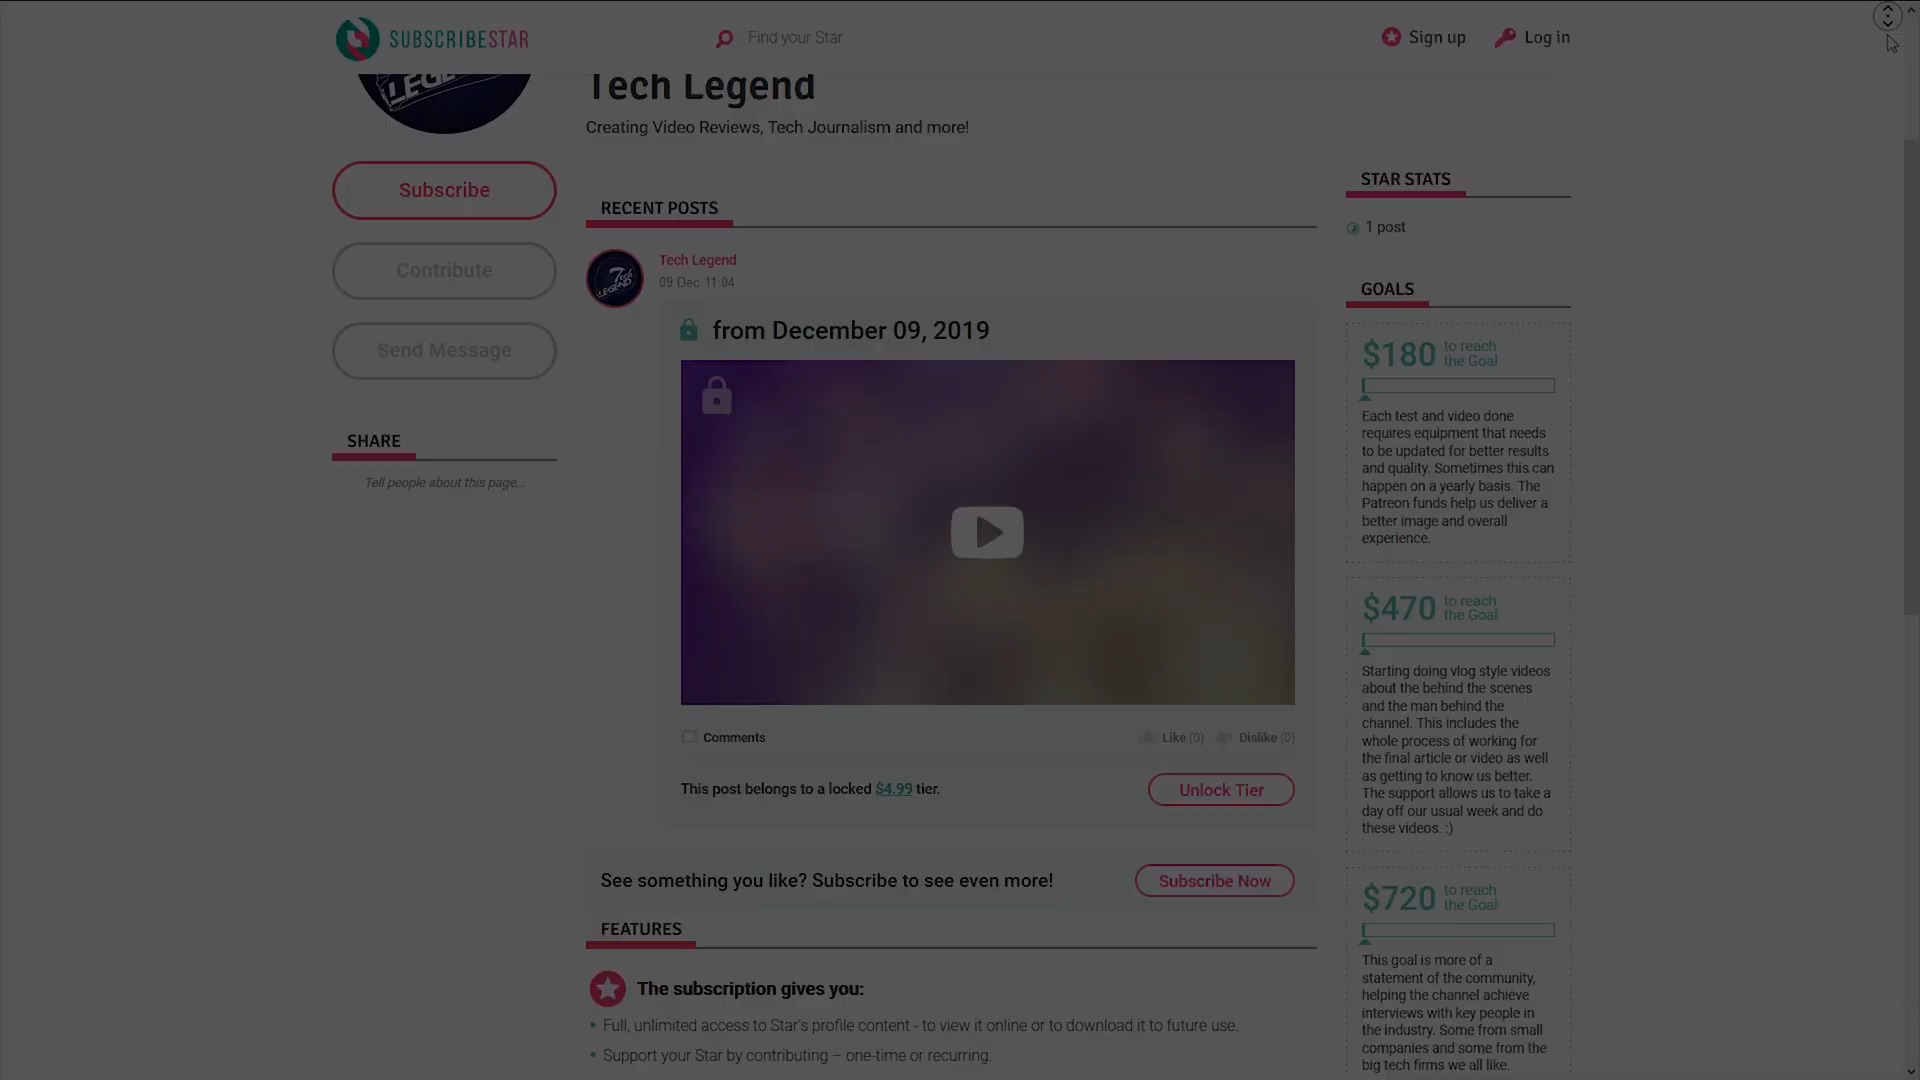 SUBSCRIBESTAR
Find your Star
Sign up
Log in
LEGEND
Tech Legend
Creating Video Reviews, Tech Journalism and more!
Subscribe
Contribute
Send Message
SHARE
Tell people about this page...
RECENT POSTS
Tech
LEGEND
Tech Legend
09 Dec 11:04
from December 09, 2019
Comments
Like (0)
Dislike (0)
This post belongs to a locked $4.99 tier.
Unlock Tier
See something you like? Subscribe to see even more!
Subscribe Now
FEATURES
The subscription gives you:
• Full, unlimited access to Star's profile content - to view it online or to download it to future use.
• Support your Star by contributing – one-time or recurring.
STAR STATS
1 post
GOALS
$180 to reach
the Goal
Each test and video done
requires equipment that needs
to be updated for better results
and quality. Sometimes this can
happen on a yearly basis. The
Patreon funds help us deliver a
better image and overall
experience.
$470 to reach
the Goal
Starting doing vlog style videos
about the behind the scenes
and the man behind the
channel. This includes the
whole process of working for
the final article or video as well
as getting to know us better.
The support allows us to take a
day off our usual week and do
these videos. :)
$720 to reach
the Goal
This goal is more of a
statement of the community,
helping the channel achieve
interviews with key people in
the industry. Some from small
companies and some from the
big tech firms we all like.